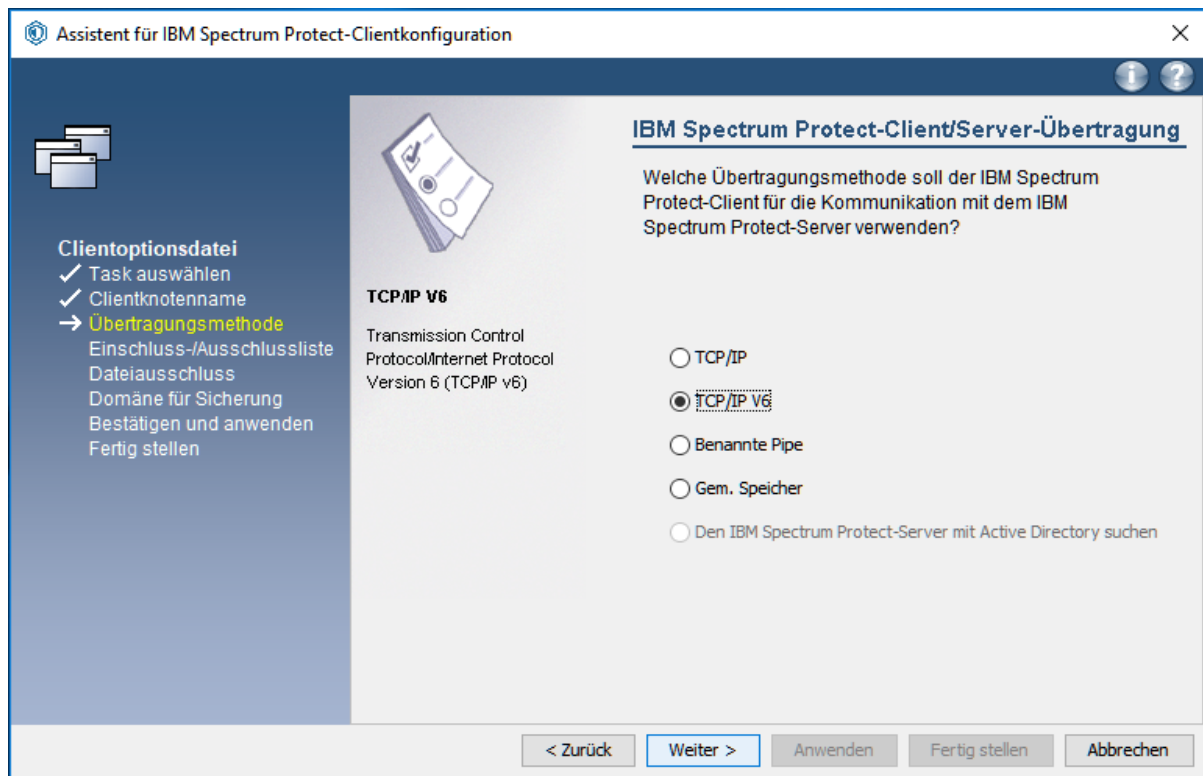 Assistent für IBM Spectrum Protect-Clientkonfiguration
Clientoptionsdatei
Task auswählen
Clientknotenname
Übertragungsmethode
Einschluss-/Ausschlussliste
Dateiausschluss
Domäne für Sicherung
Bestätigen und anwenden
Fertig stellen
TCP/IP V6
Transmission Control
Protocol/Internet Protocol
Version 6 (TCP/IP v6)
IBM Spectrum Protect-Client/Server-Übertragung
Welche Übertragungsmethode soll der IBM Spectrum
Protect-Client für die Kommunikation mit dem IBM
Spectrum Protect-Server verwenden?
TCP/IP
TCP/IP V6
Benannte Pipe
Gem. Speicher
Den IBM Spectrum Protect-Server mit Active Directory suchen
< Zurück
Weiter >
Anwenden
Fertig stellen
Abbrechen